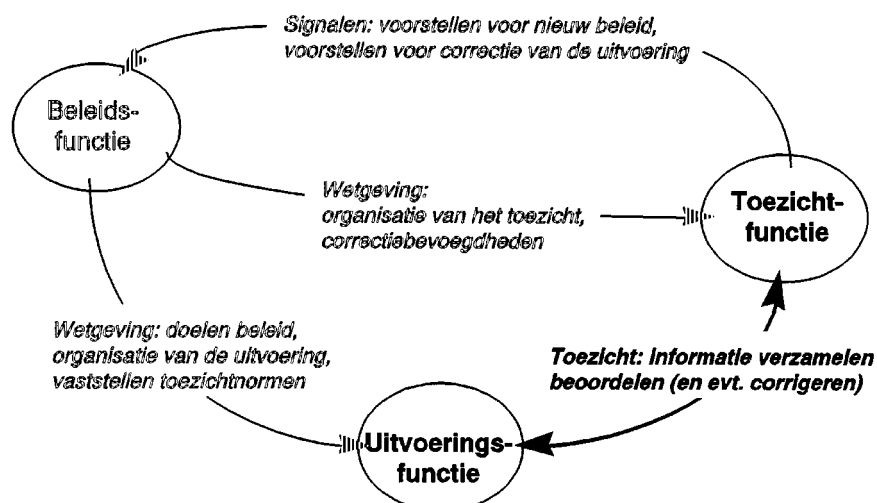 Signalen: voorstellen voor nieuw beleid,
voorstellen voor correctie van de uitvoering
Beleids-
functie
Wetgeving:
organisatie van het toezicht,
correctiebevoegdheden
Toezicht-
functie
Wetgeving: doelen beleid,
organisatie van de uitvoering,
vaststellen toezichtnormen
Toezicht: informatie verzamelen
beoordelen (en evt. corrigeren)
Uitvoerings-
functie